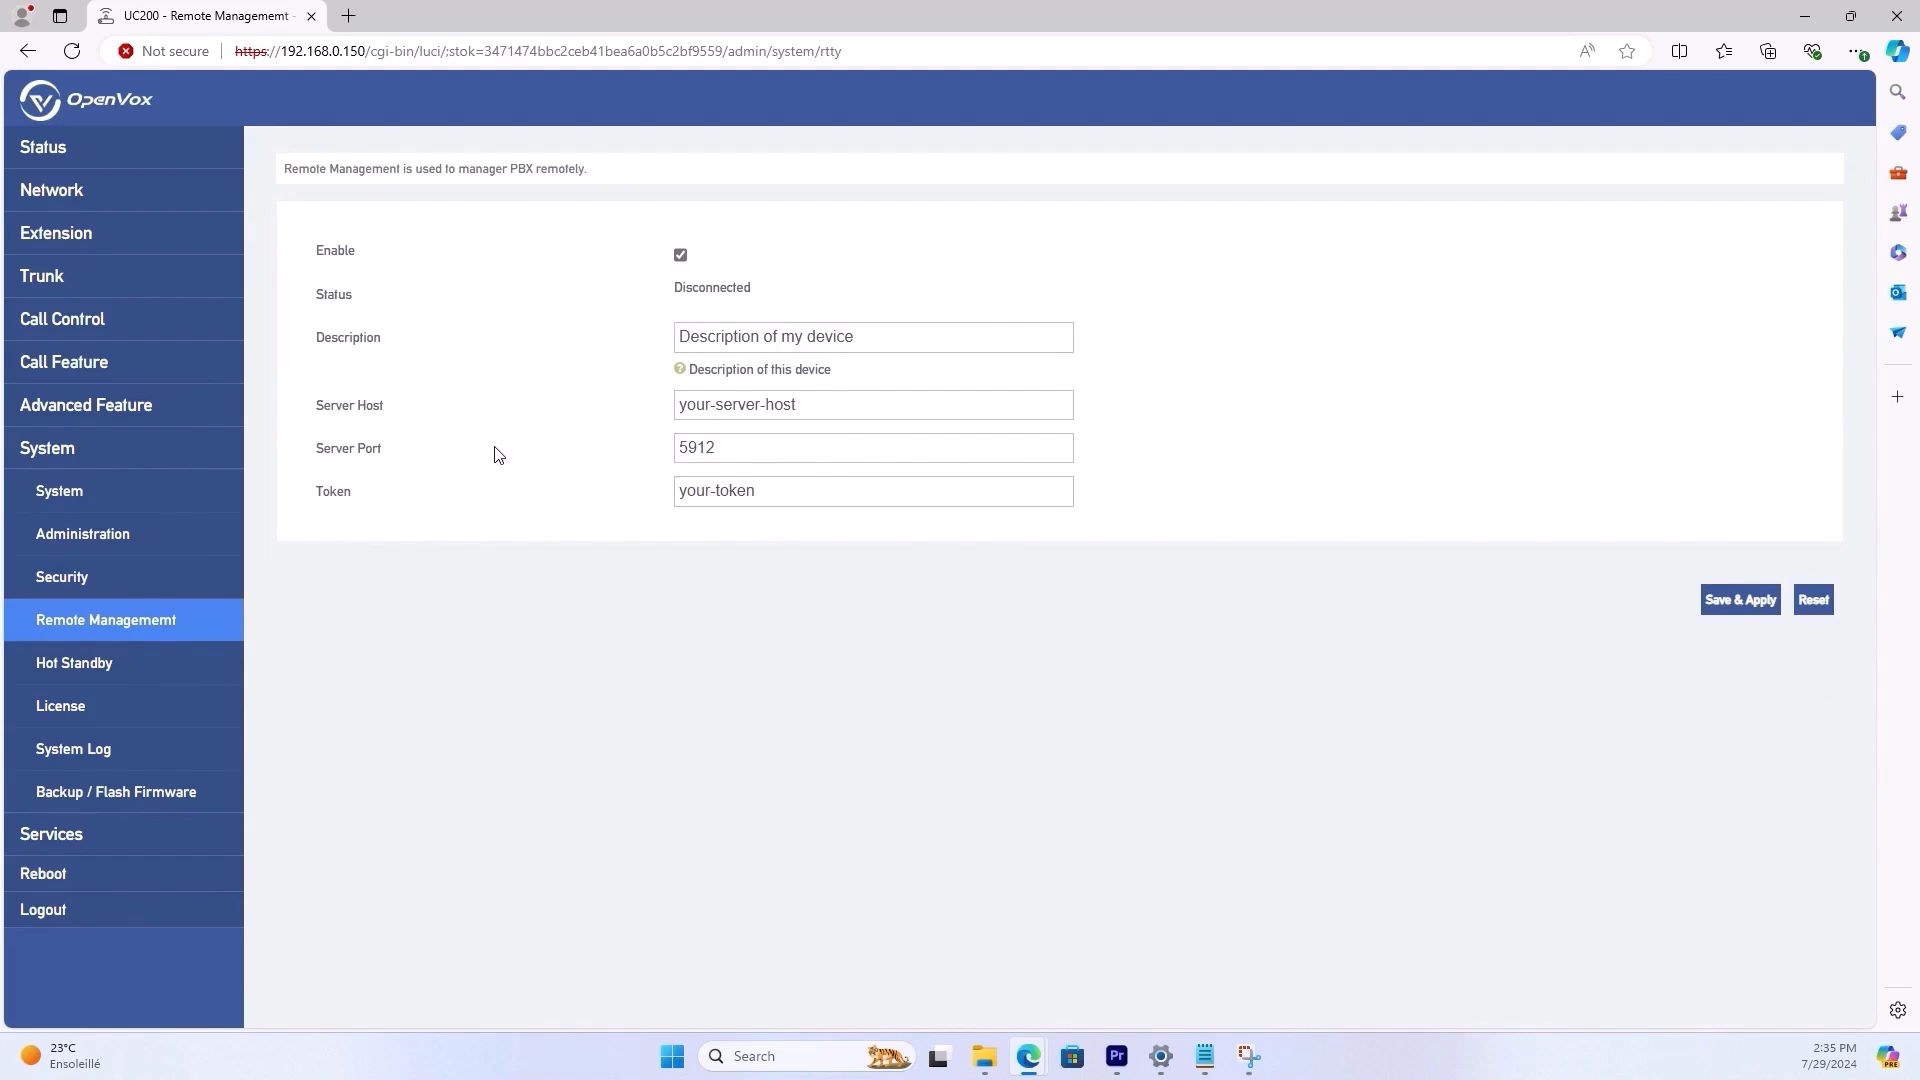 UC200 - Remote Managememt -
Not secure
https://192.168.0.150/cgi-bin/luci/;stok=3471474bbc2ceb41bea6a0b5c2bf9559/admin/system/rtty
OpenVox
Status
Network
Extension
Trunk
Call Control
Call Feature
Advanced Feature
System
System
Administration
Security
Remote Managememt
Hot Standby
License
System Log
Backup / Flash Firmware
Services
Reboot
Logout
Remote Management is used to manager PBX remotely.
Enable
Status
Disconnected
Description
Description of my device
Description of this device
Server Host
your-server-host
Server Port
5912
Token
your-token
Save & Apply
Reset
23°C
Ensoleillé
Search
Pr
PRE
2:35 PM
7/29/2024